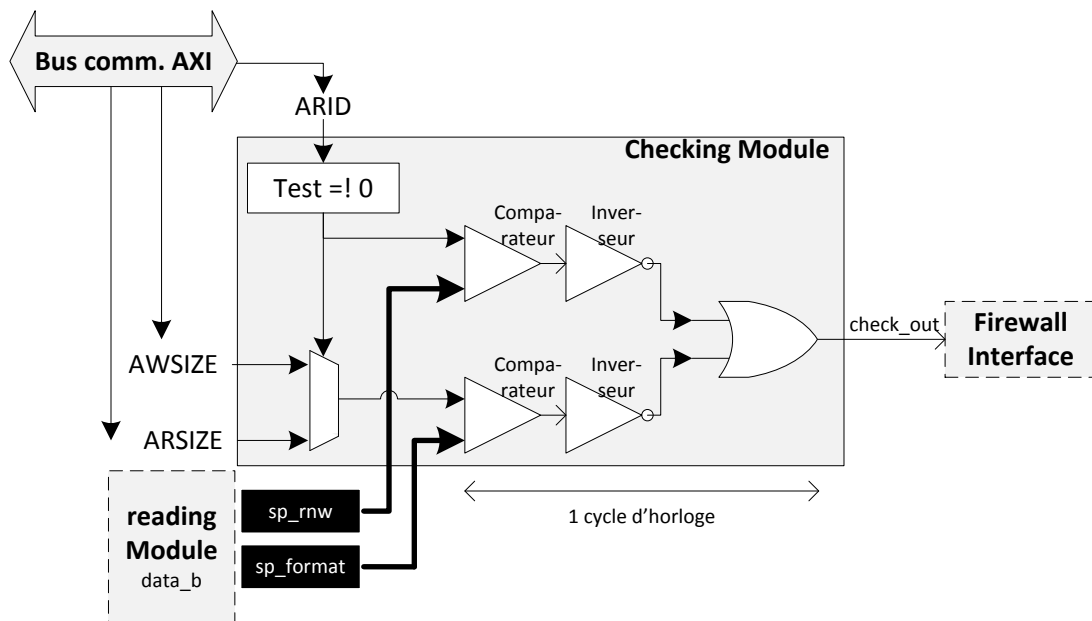 Bus comm. AXI
ARID
Checking Module
Test =! 0
Compa-
rateur
Inver-
seur
AWSIZE
ARSIZE
Compa-
rateur
Inver-
seur
check_out
Firewall
Interface
reading
Module
data_b
sp_rnw
sp_format
1 cycle d'horloge